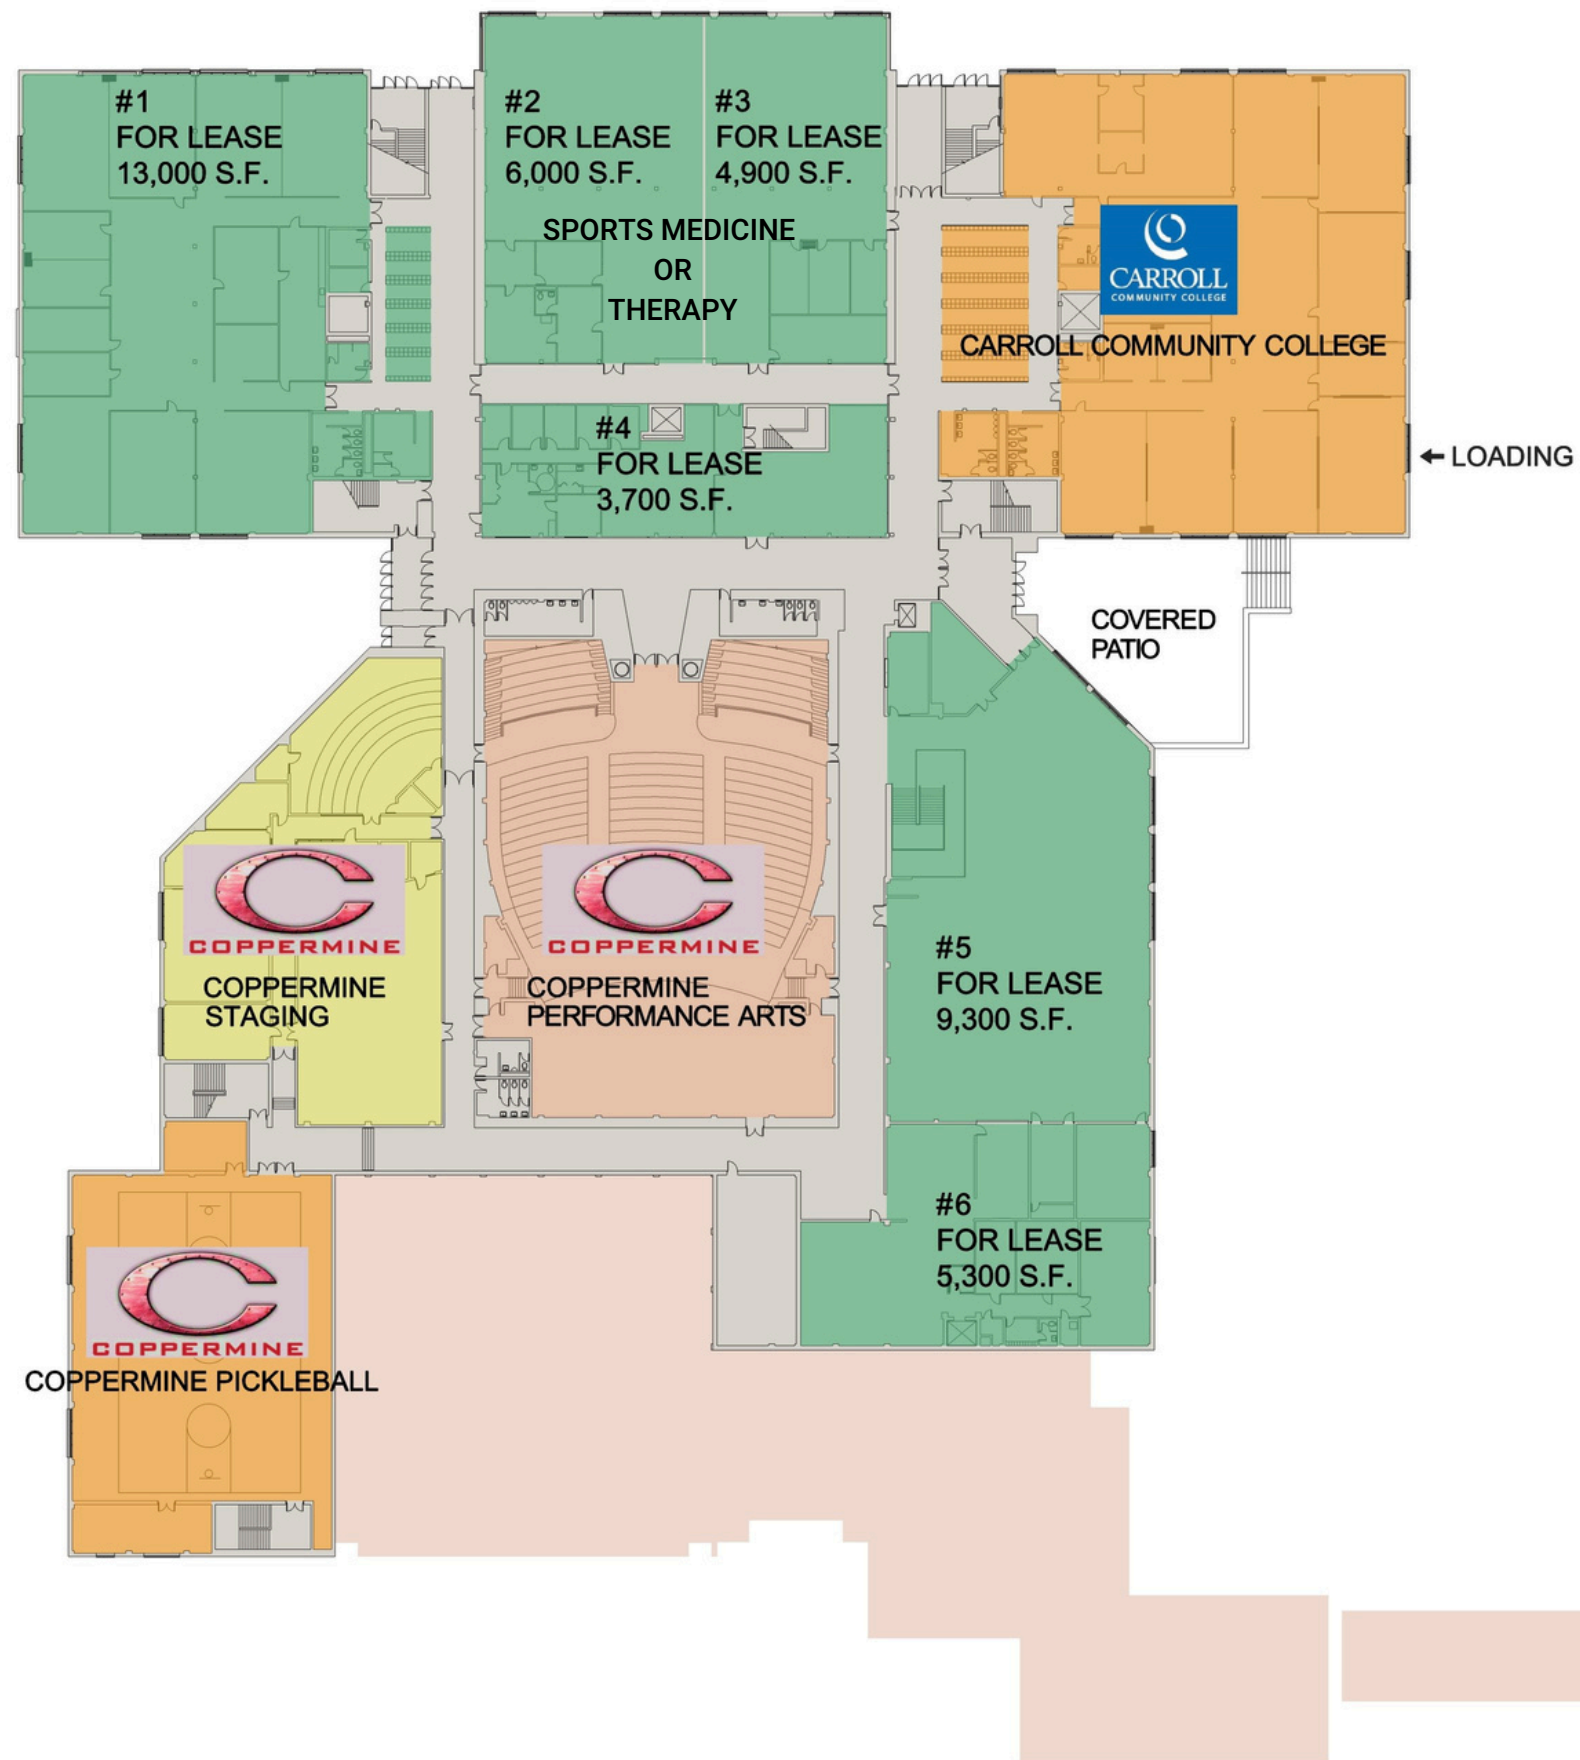 #1
FOR LEASE
13,000 S.F.
#2
FOR LEASE
6,000 S.F.
#3
FOR LEASE
4,900 S.F.
SPORTS MEDICINE
OR
THERAPY
CARROLL
COMMUNITY COLLEGE
CARROLL COMMUNITY COLLEGE
#4
FOR LEASE
3,700 S.F.
LOADING
COVERED
PATIO
COPPERMINE
COPPERMINE
STAGING
COPPERMINE
COPPERMINE
PERFORMANCE ARTS
#5
FOR LEASE
9,300 S.F.
#6
FOR LEASE
5,300 S.F.
COPPERMINE
COPPERMINE PICKLEBALL